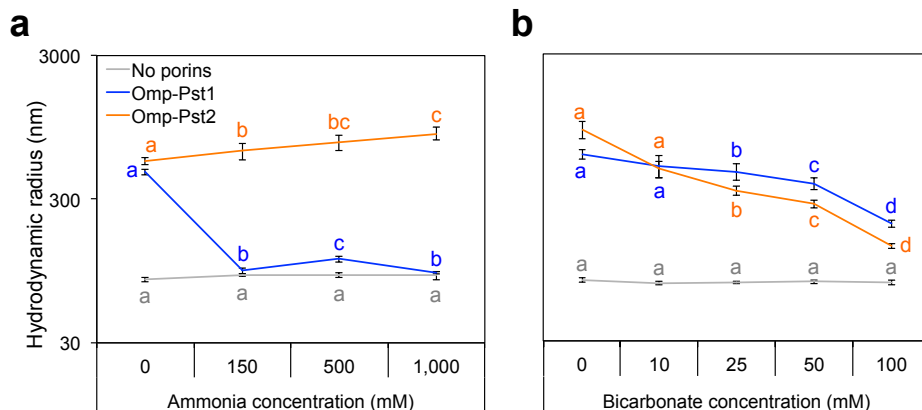 a
b
3000
300
30
Hydrodynamic radius (nm)
No porins
Omp-Pst1
Omp-Pst2
a b bc c
a b c b
a a a a
0 150 500 1,000
Ammonia concentration (mM)
a a b c d
a a b c d
a a a a a
0 10 25 50 100
Bicarbonate concentration (mM)